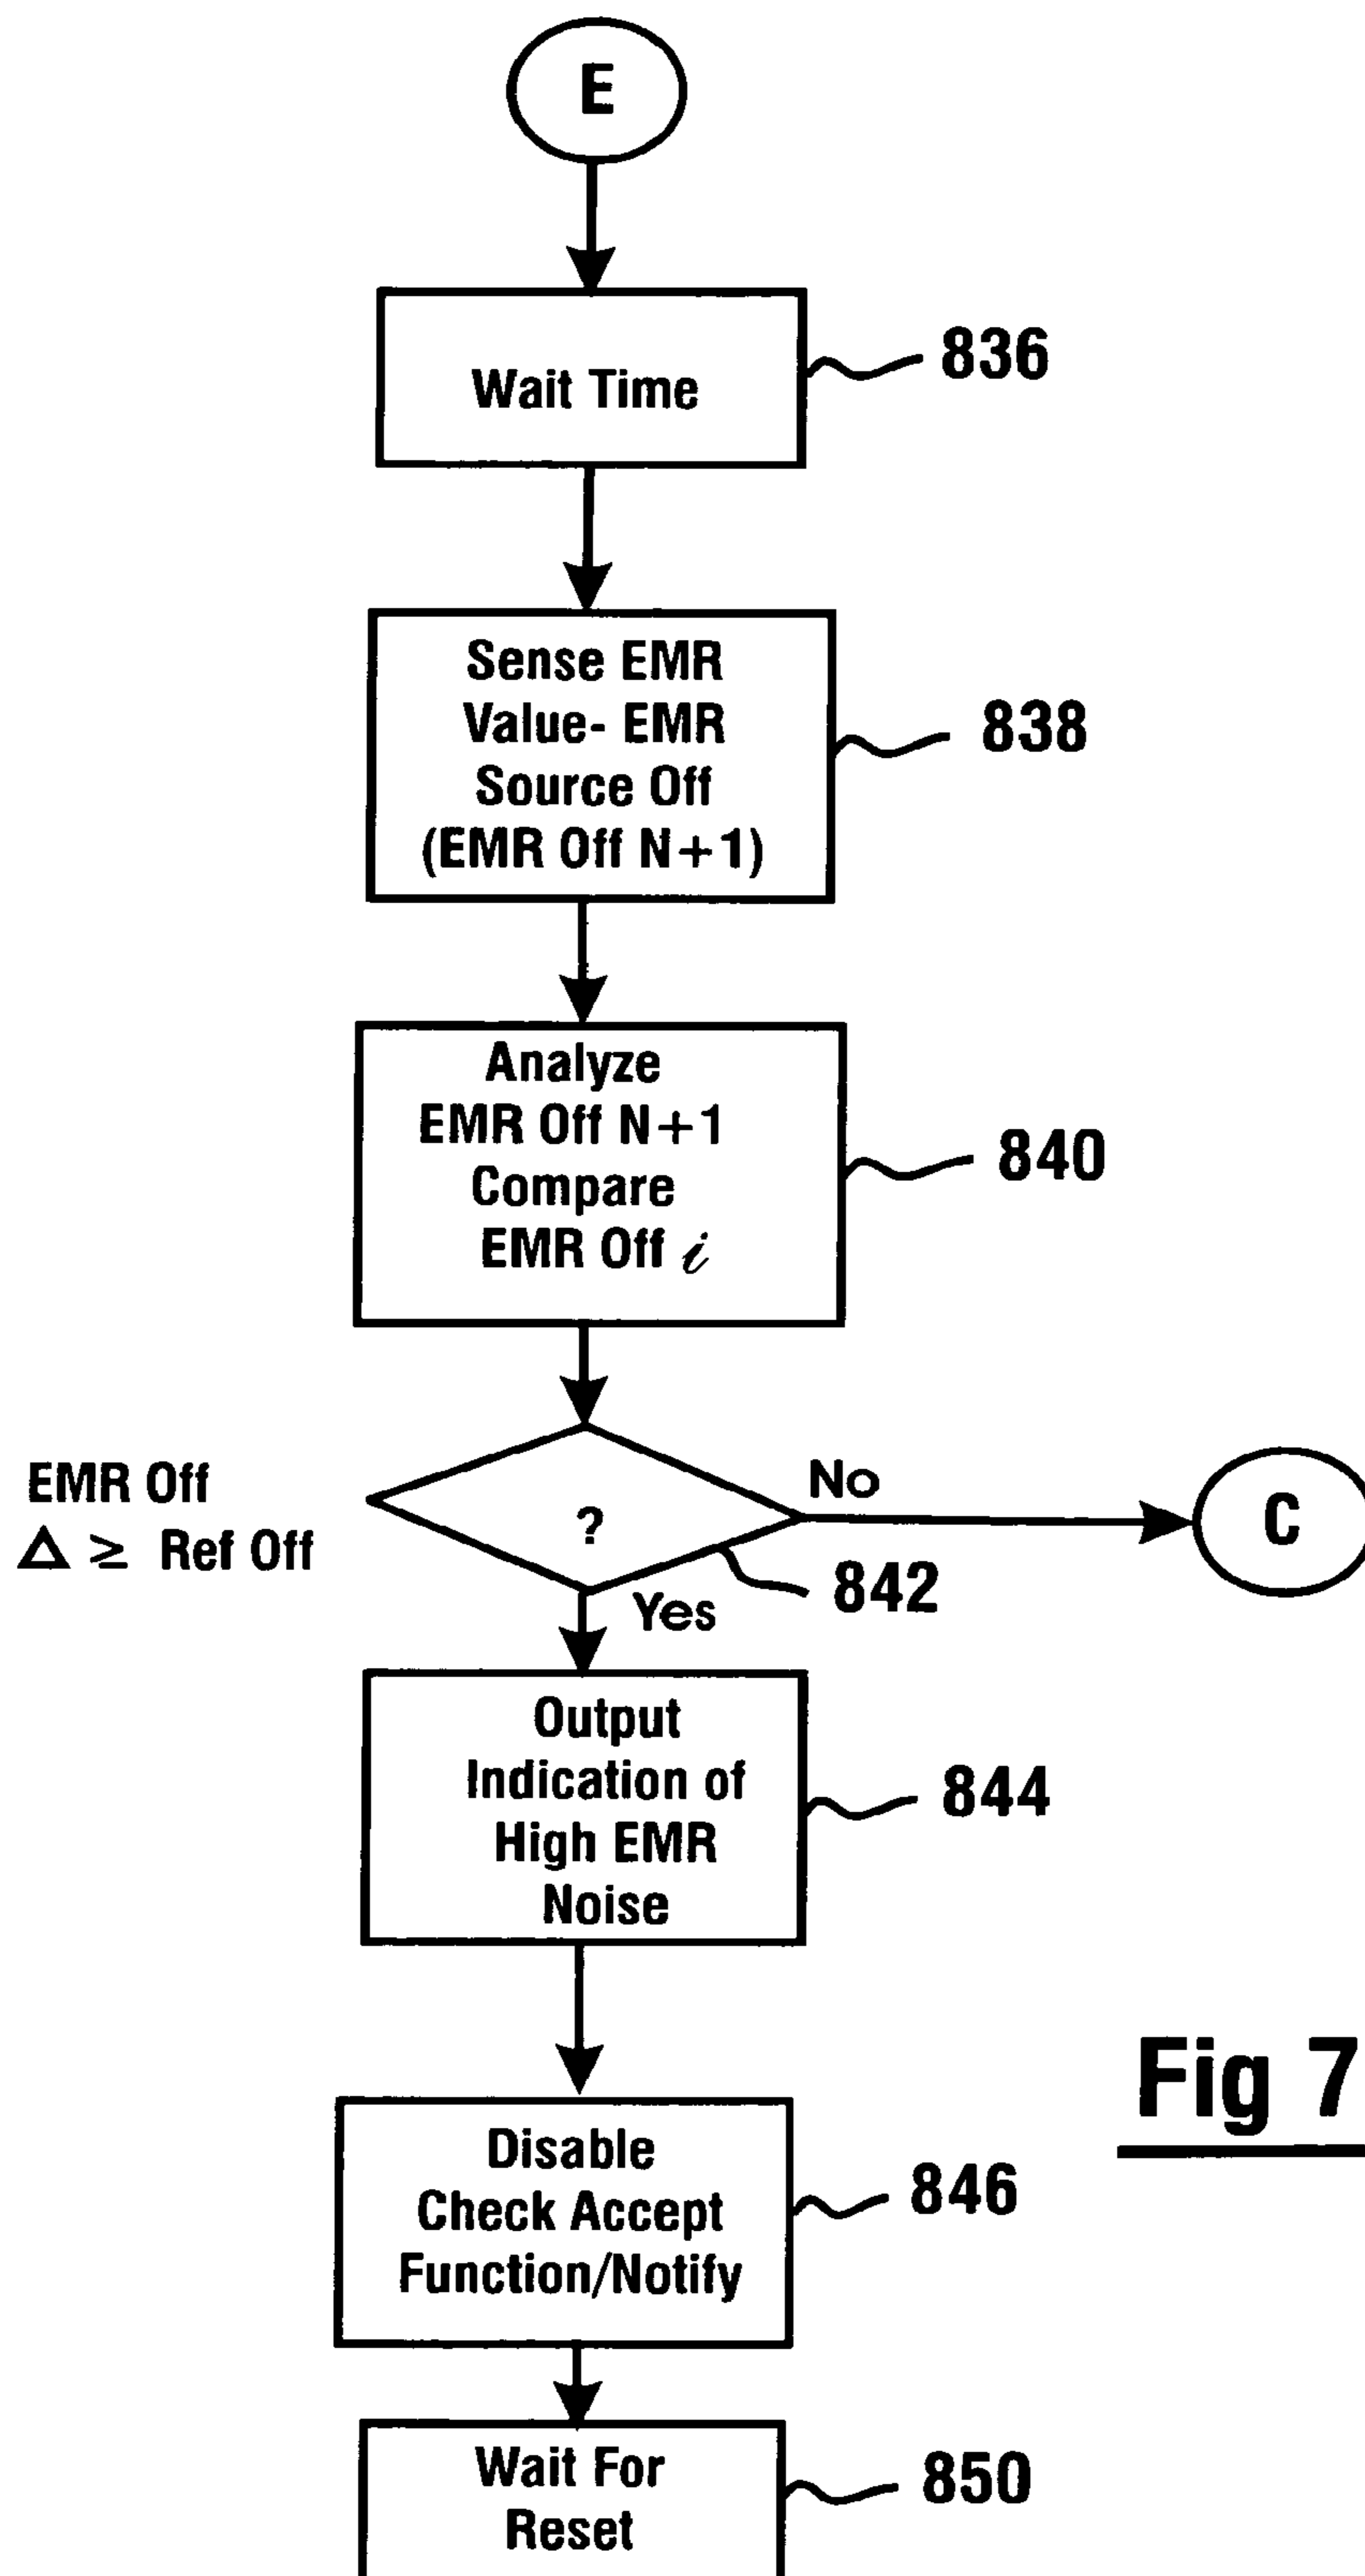 E
Wait Time
836
Sense EMR
Value- EMR
Source Off
(EMR Off N+1)
838
Analyze
EMR Off N+1
Compare
EMR Off i
840
EMR Off
Δ ≥ Ref Off
?
No
C
842
Yes
Output
Indication of
High EMR
Noise
844
Fig 7
Disable
Check Accept
Function/Notify
846
Wait For
Reset
850